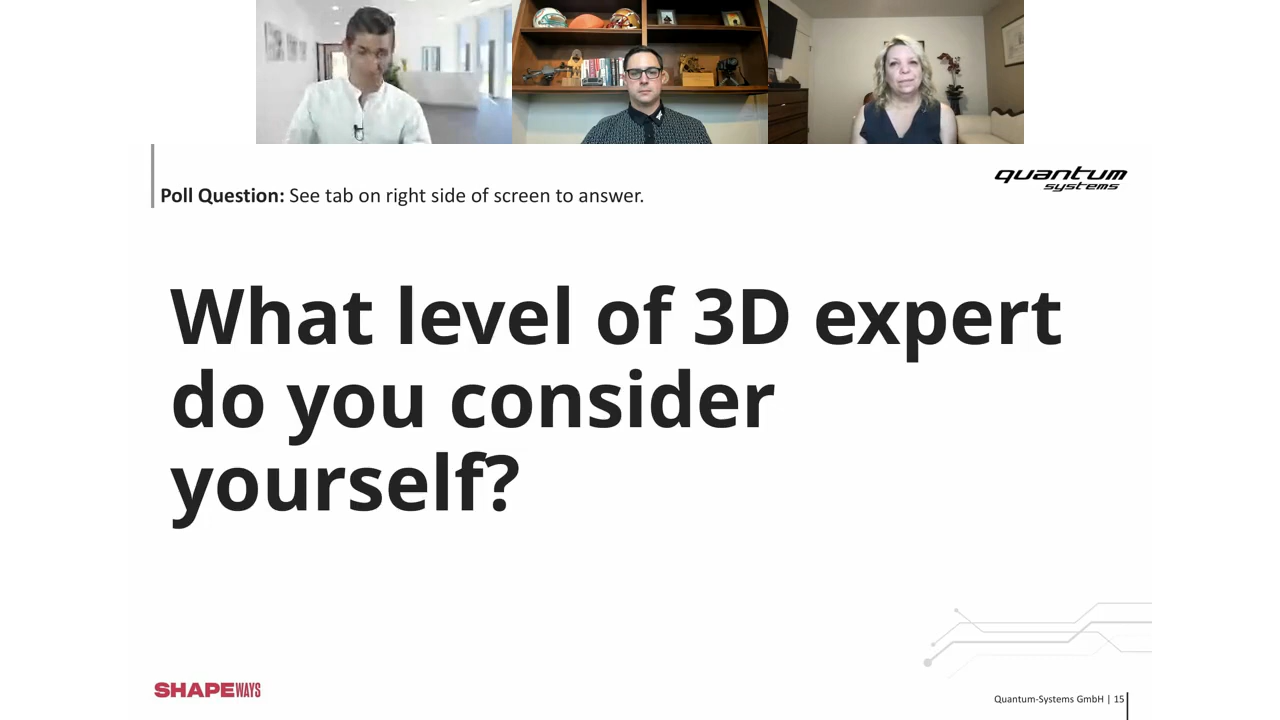 quantum
systems
Poll Question: See tab on right side of screen to answer.
What level of 3D expert
do you consider
yourself?
SHAPEWAYS
Quantum-Systems GmbH | 15